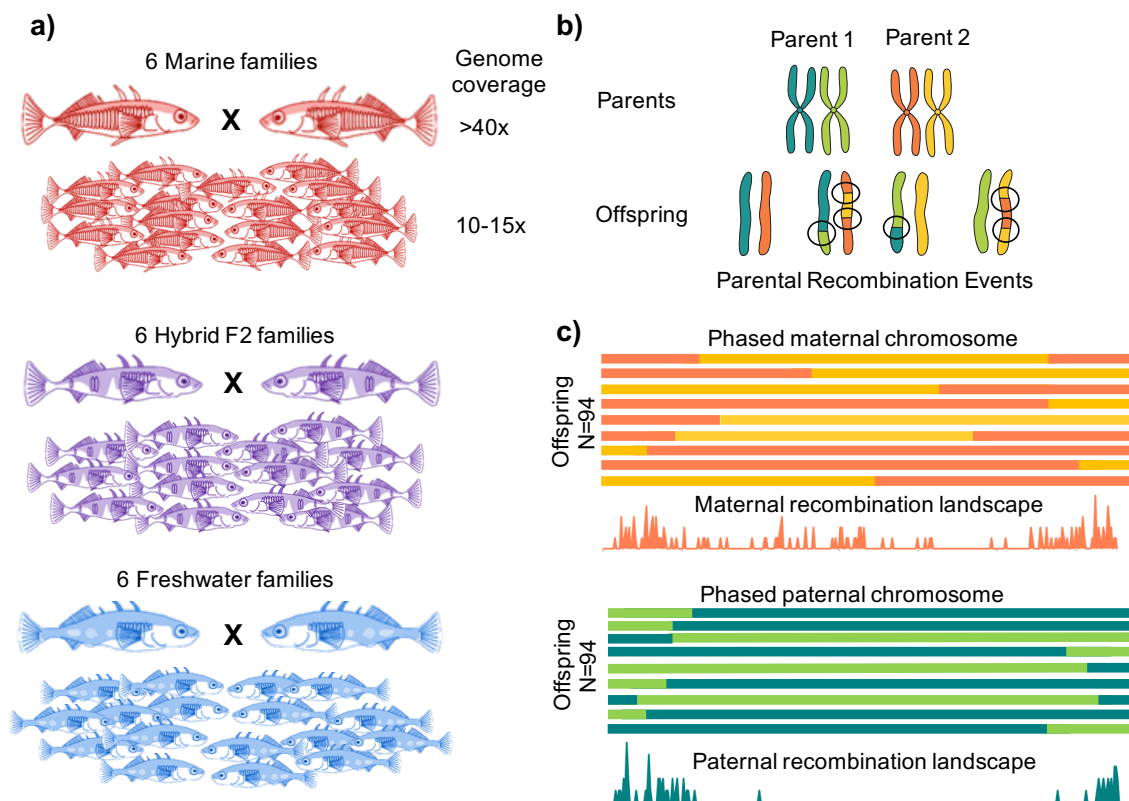 a)
6 Marine families
Genome
coverage
X
>40x
10-15x
6 Hybrid F2 families
X
6 Freshwater families
X
b)
Parent 1
Parent 2
Parents
Offspring
Parental Recombination Events
c)
Phased maternal chromosome
Offspring
N=94
Maternal recombination landscape
Phased paternal chromosome
Offspring
N=94
Paternal recombination landscape